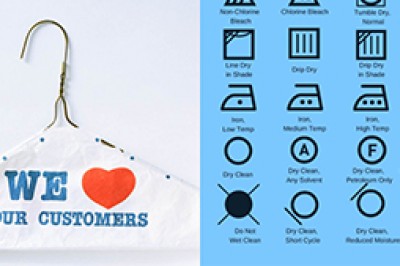 WE
OUR CUSTOMERS
Non-Chlorine
Bleach
Chlorine
Bleach
Tumble Dry,
Normal
Line Dry
in Shade
Drip Dry
Drip Dry
in Shade
Iron,
Low Temp
Iron,
Medium Temp
Iron,
High Temp
A
F
Dry Clean
Dry Clean,
Any Solvent
Dry Clean,
Petroleum Only
Do Not
Wet Clean
Dry Clean,
Short Cycle
Dry Clean,
Reduced Moisture